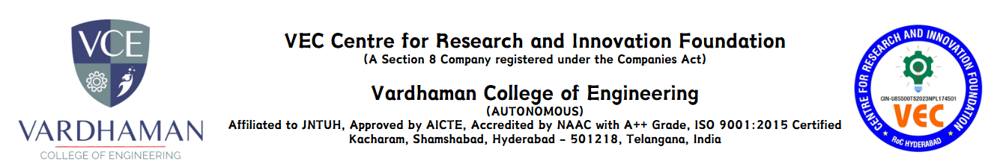 VCE
VARDHAMAN
COLLEGE OF ENGINEERING
VEC Centre for Research and Innovation Foundation
(A Section 8 Company registered under the Companies Act)
Vardhaman College of Engineering
(AUTONOMOUS)
Affiliated to JNTUH, Approved by AICTE, Accredited by NAAC with A++ Grade, ISO 9001:2015 Certified
Kacharam, Shamshabad, Hyderabad – 501218, Telangana, India
CENTRE FOR RESEARCH AND INNOVATION FOUNDATION
CIN-U85500TS2023NPL174501
VEC
RoC HYDERABAD